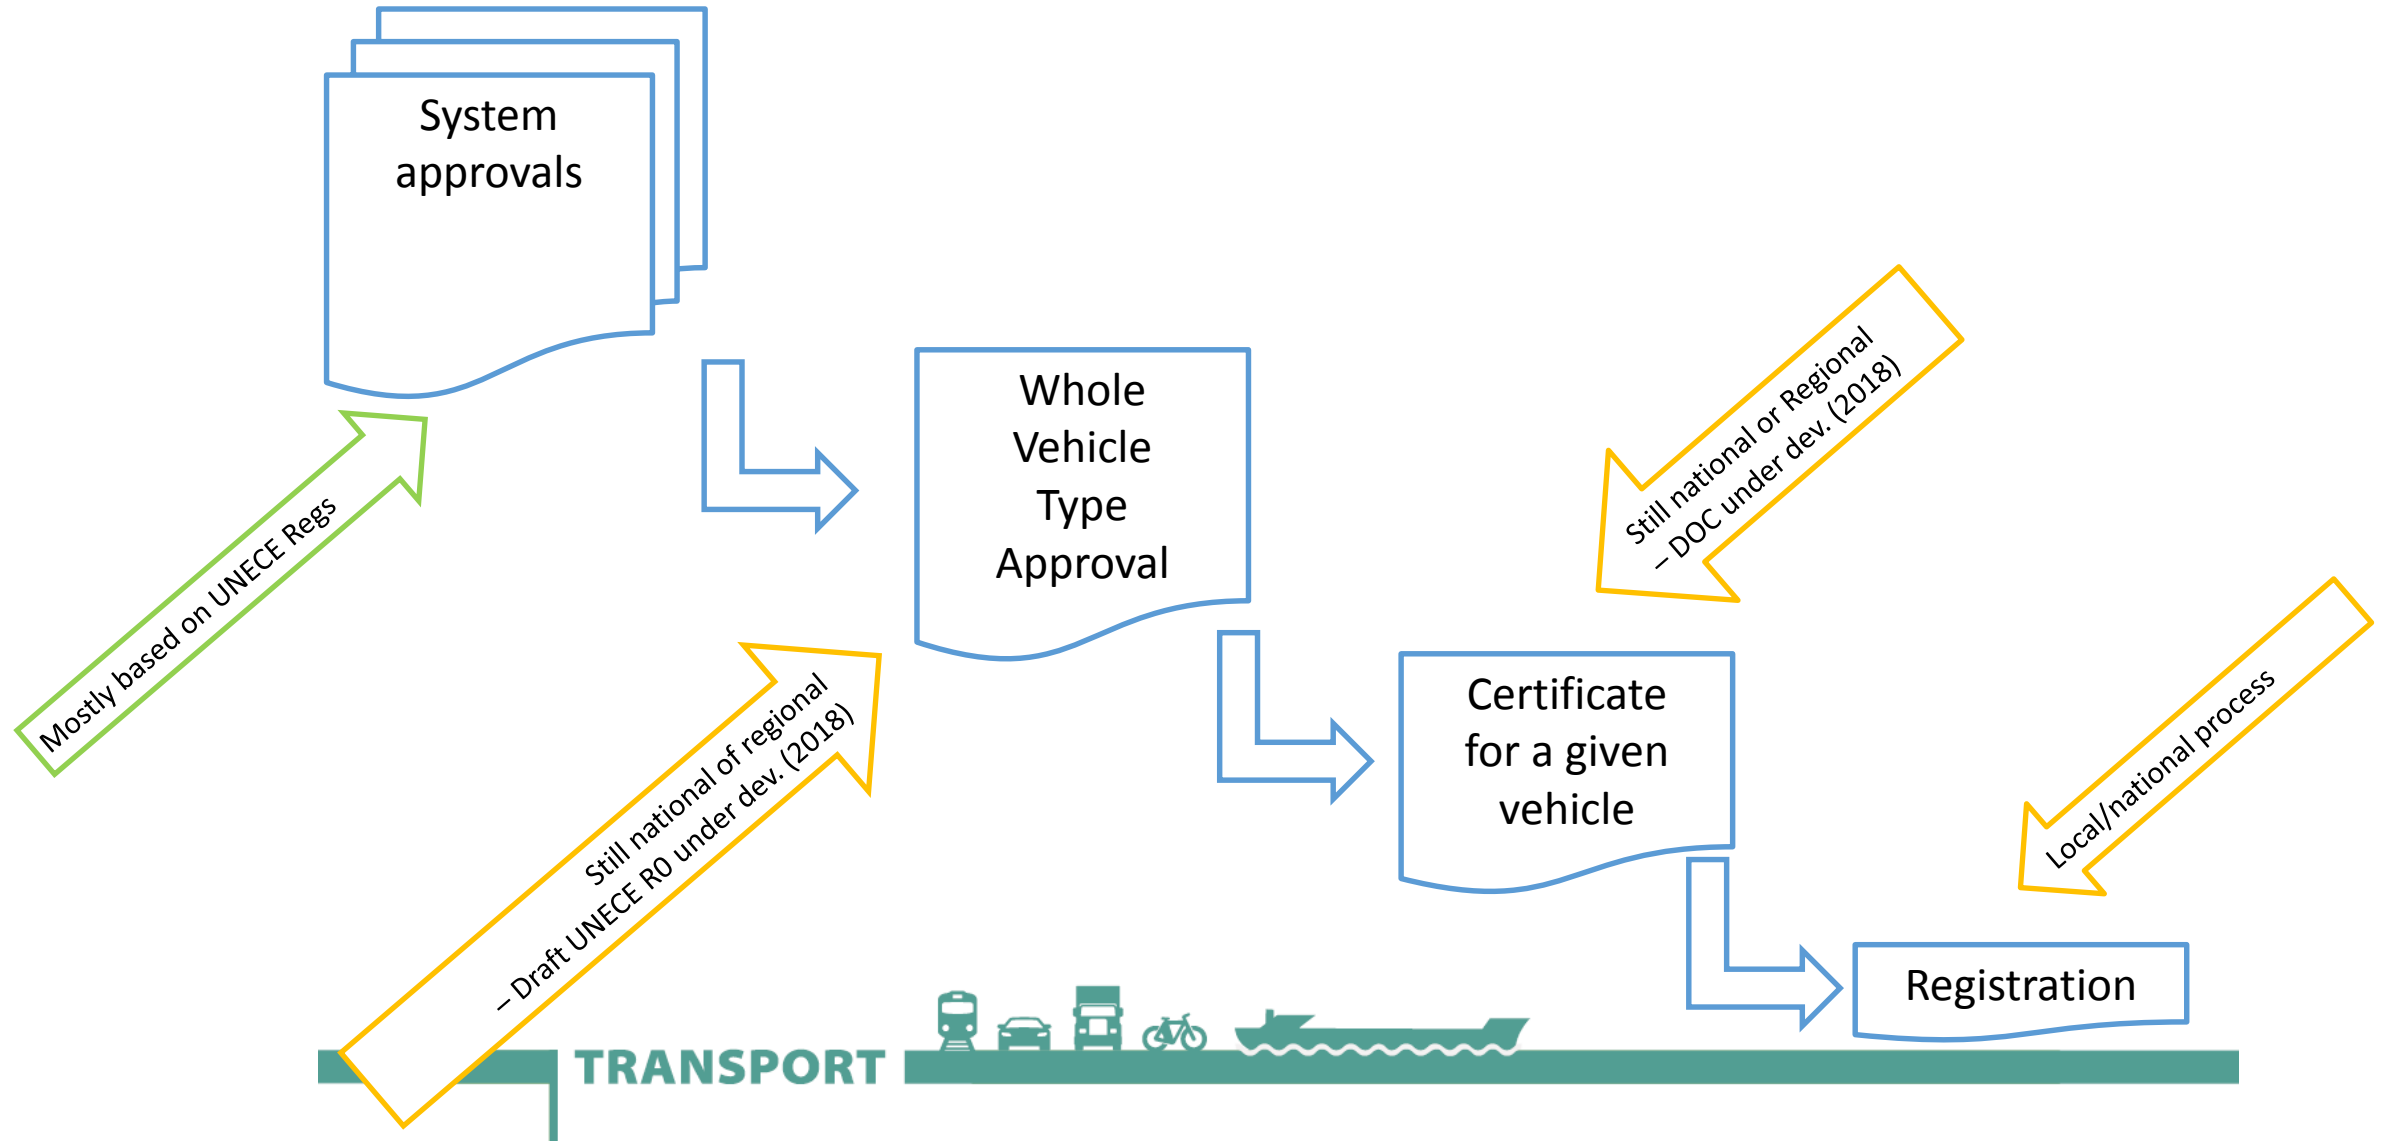 System
approvals
Mostly based on UNECE Regs
Whole
Vehicle
Type
Approval
Still national of regional
– Draft UNECE R0 under dev. (2018)
Still national or Regional
– DOC under dev. (2018)
Certificate
for a given
vehicle
Local/national process
Registration
TRANSPORT